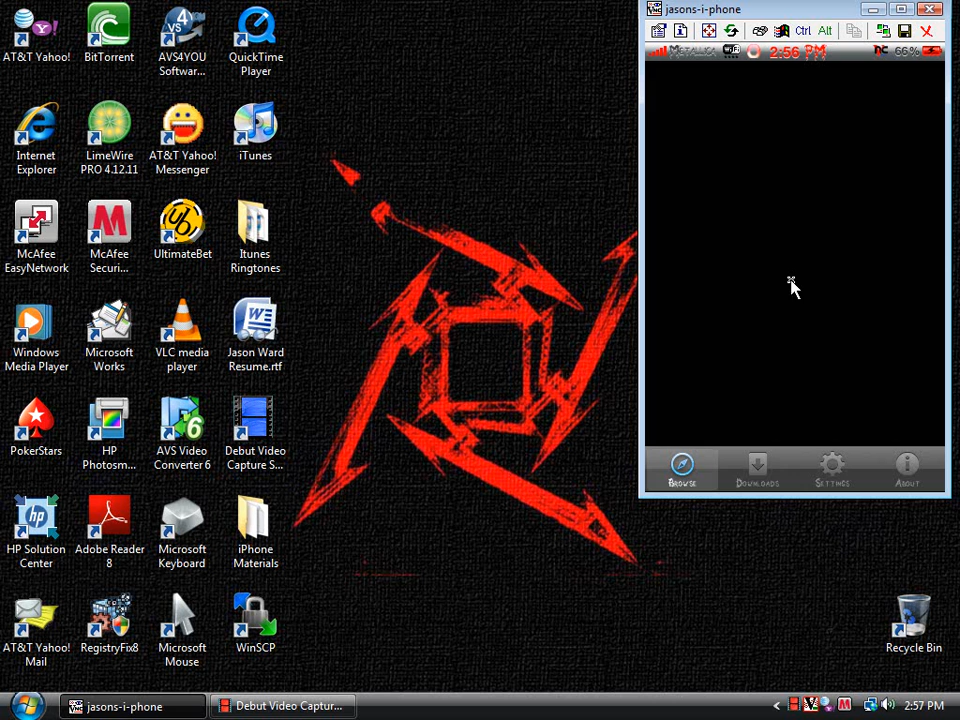 AT&T Yahoo!
BitTorrent
AVS4YOU
Softwar...
QuickTime
Player
Internet
Explorer
LimeWire
PRO 4.12.11
AT&T Yahoo!
Messenger
iTunes
McAfee
EasyNetwork
McAfee
Securi...
UltimateBet
Itunes
Ringtones
Windows
Media Player
Microsoft
Works
VLC media
player
Jason Ward
Resume.rtf
PokerStars
HP
Photosm...
AVS Video
Converter 6
Debut Video
Capture S...
HP Solution
Center
Adobe Reader
8
Microsoft
Keyboard
iPhone
Materials
AT&T Yahoo!
Mail
RegistryFix8
Microsoft
Mouse
WinSCP
jasons-i-phone
Ctrl Alt
Metallica 2:56 PM 66%
Browse Downloads Settings About
Recycle Bin
jasons-i-phone
Debut Video Captur...
2:57 PM